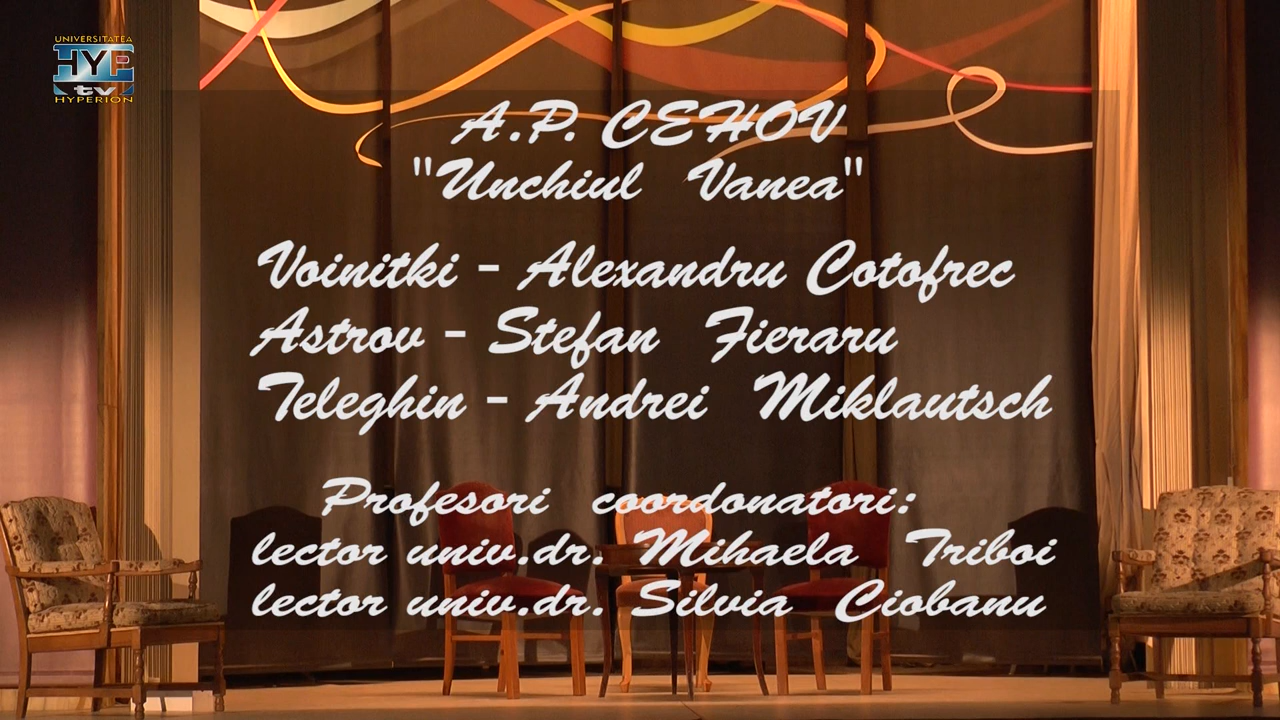 UNIVERSITATEA
HYP
tv
HYPERION
A.P. CEHOV
"Unchiul Vanea"
Voinitki - Alexandru Cotofrec
Astrov - Stefan Fieraru
Teleghin - Andrei Miklautsch
Profesori coordonatori:
lector univ.dr. Mihaela Triboi
lector univ.dr. Silvia Ciobanu